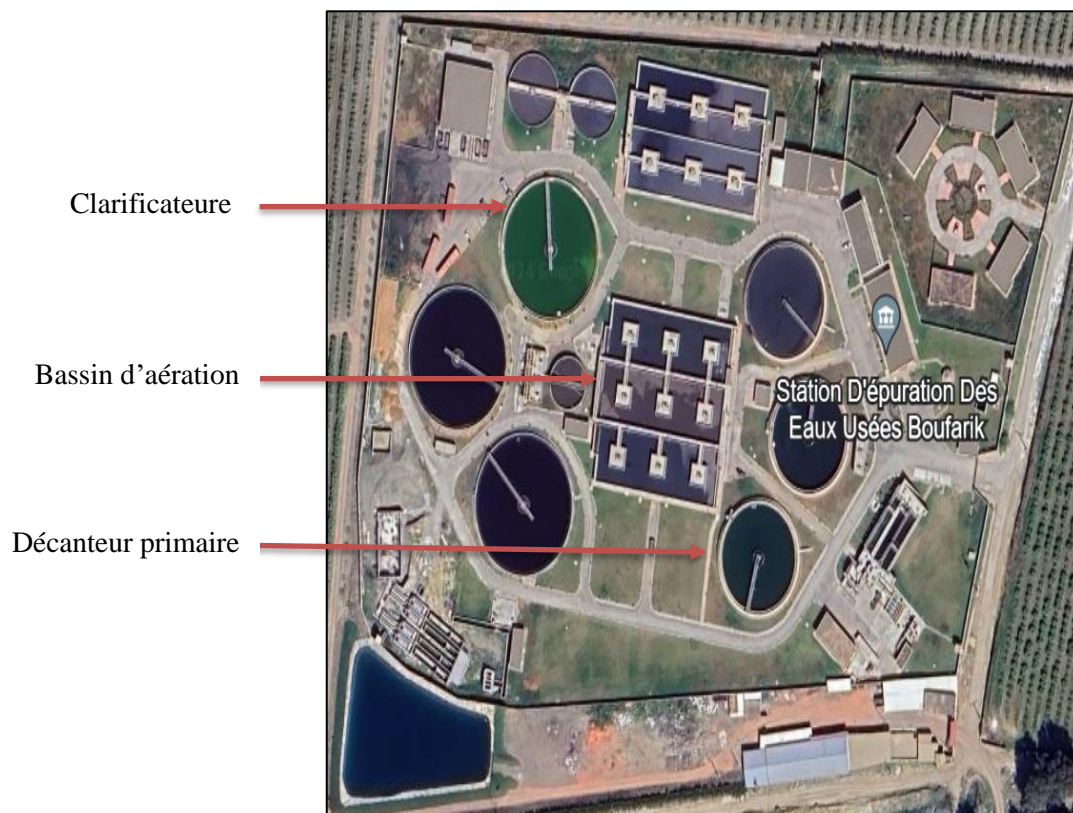 Clarificateure
Bassin d'aération
Station D'épuration Des
Eaux Usées Boufarik
Décanteur primaire